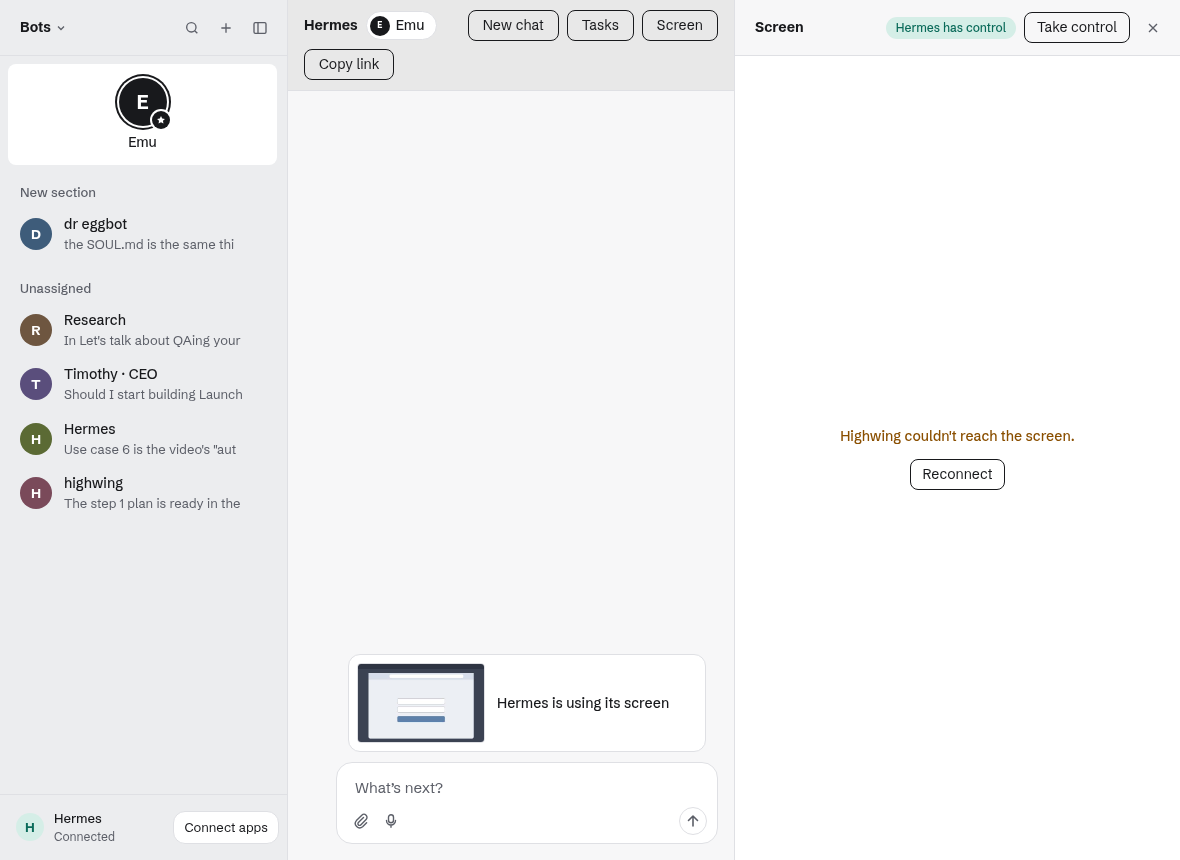 Bots
E
Emu
New section
D
dr eggbot
the SOUL.md is the same thi
Unassigned
R
Research
In Let's talk about QAing your
T
Timothy · CEO
Should I start building Launch
H
Hermes
Use case 6 is the video's "aut
H
highwing
The step 1 plan is ready in the
H
Hermes
Connected
Connect apps
Hermes
E
Emu
New chat
Tasks
Screen
Copy link
Hermes is using its screen
What's next?
Screen
Hermes has control
Take control
Highwing couldn't reach the screen.
Reconnect